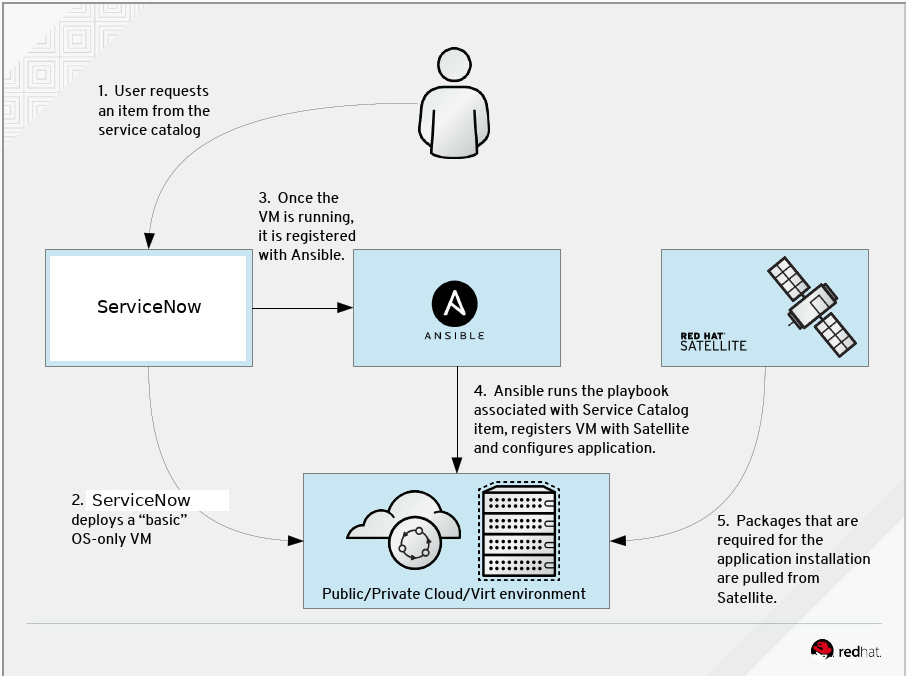 1. User requests
an item from the
service catalog
3. Once the
VM is running,
it is registered
with Ansible.
ServiceNow
ANSIBLE
RED HAT
SATELLITE
4. Ansible runs the playbook
associated with Service Catalog
item, registers VM with Satellite
and configures application.
2. ServiceNow
deploys a “basic”
OS-only VM
5. Packages that are
required for the
application installation
are pulled from
Satellite.
Public/Private Cloud/Virt environment
redhat.